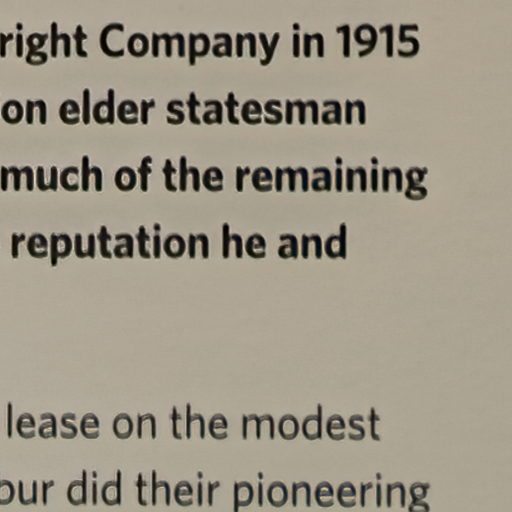 right Company in 1915
on elder statesman
much of the remaining
reputation he and
lease on the modest
our did their pioneering